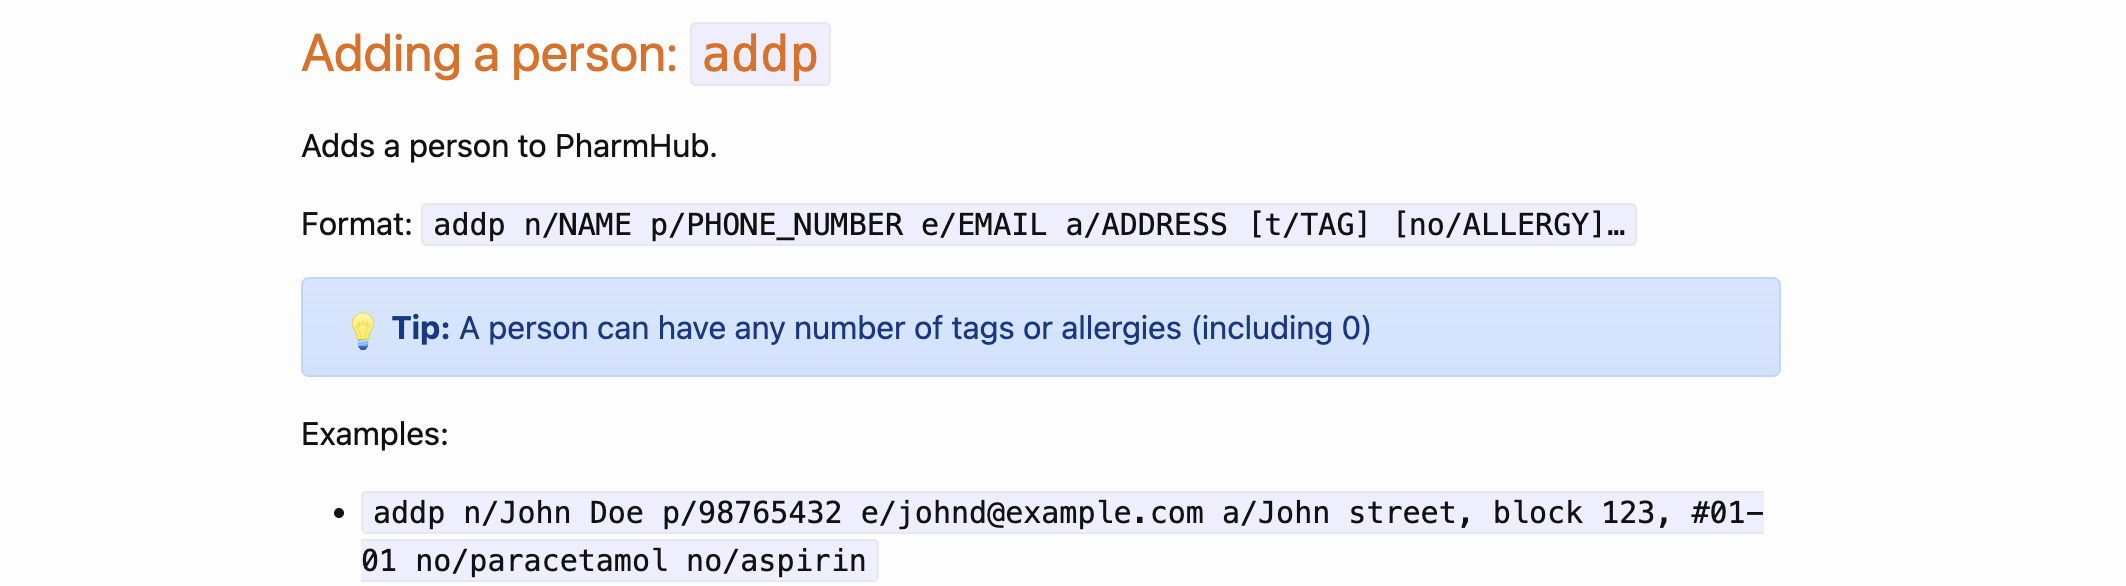 Adding a person: addp
Adds a person to PharmHub.
Format: addp n/NAME p/PHONE_NUMBER e/EMAIL a/ADDRESS [t/TAG] [no/ALLERGY]…
Tip: A person can have any number of tags or allergies (including 0)
Examples:
• addp n/John Doe p/98765432 e/johnd@example.com a/John street, block 123, #01-
01 no/paracetamol no/aspirin